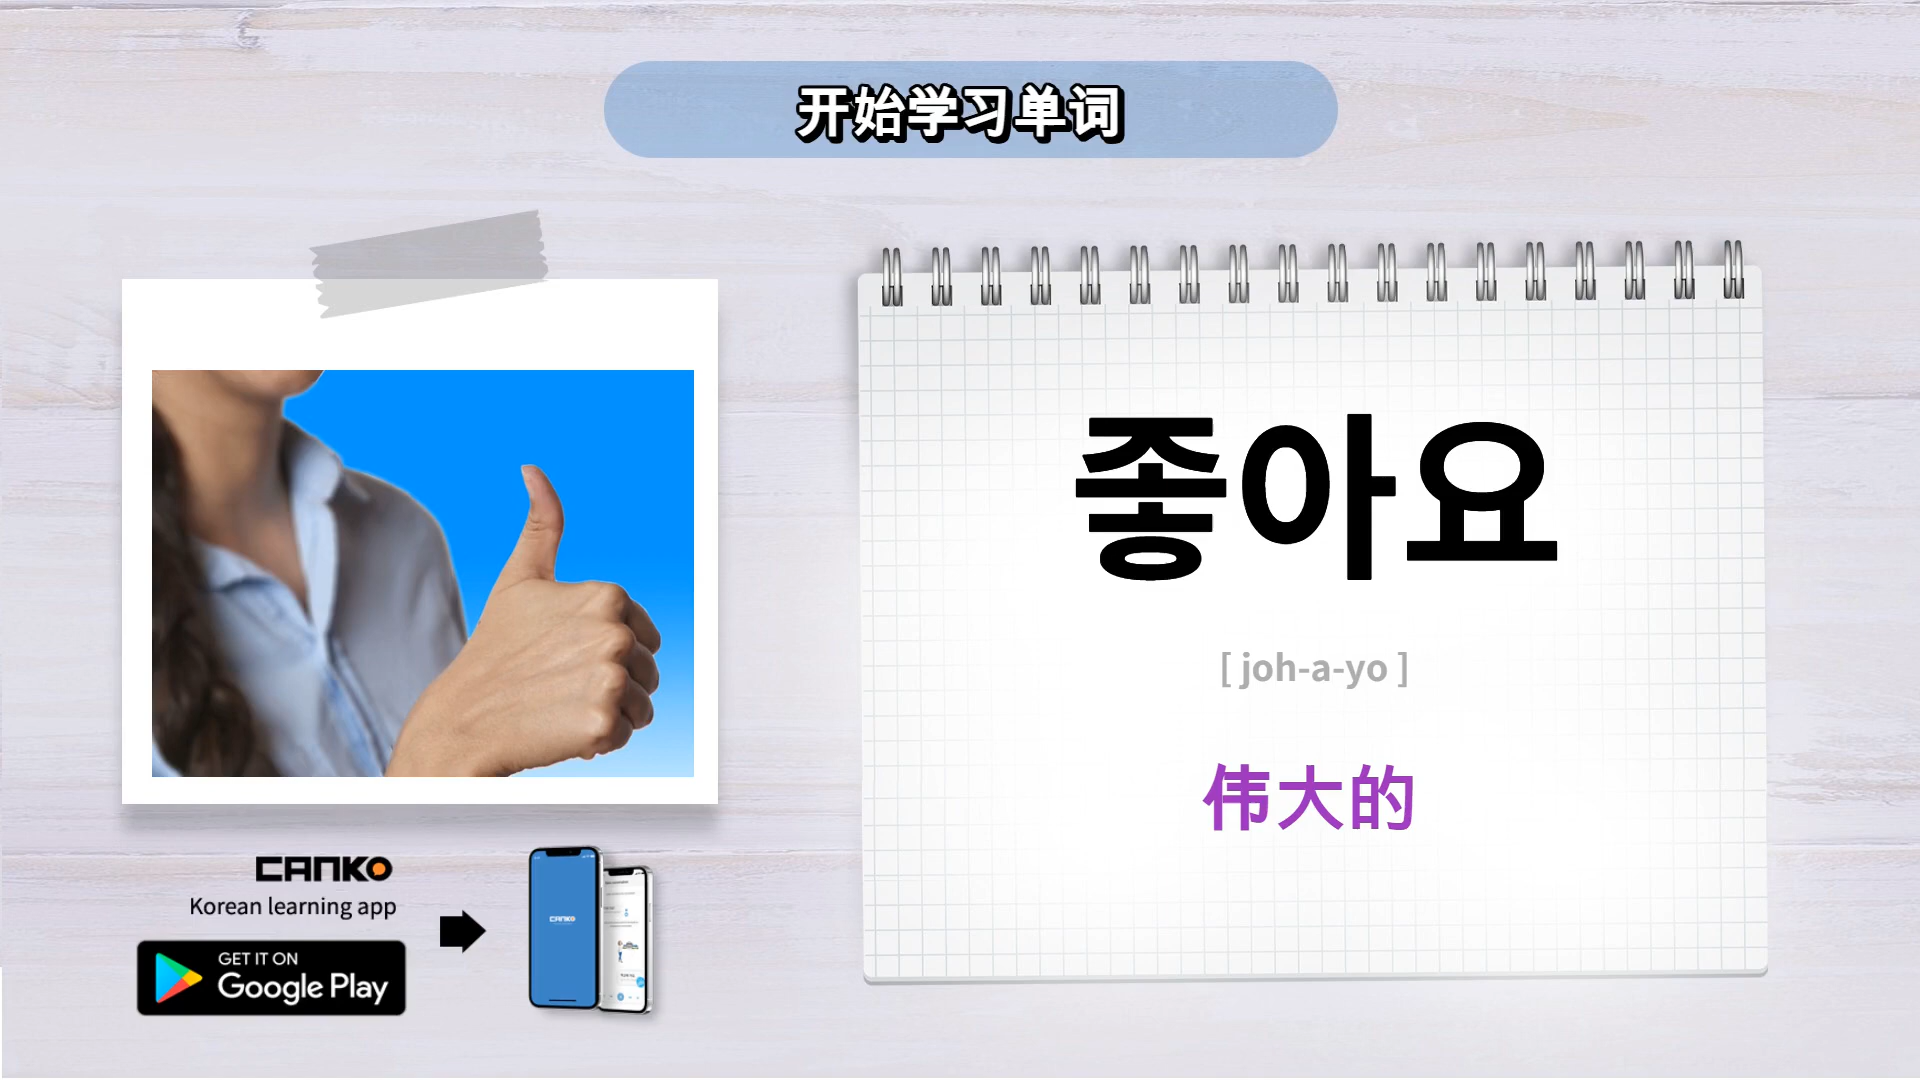 开始学习单词
좋아요
[ joh-a-yo ]
伟大的
CANKO
Korean learning app
GET IT ON
Google Play
CANKO